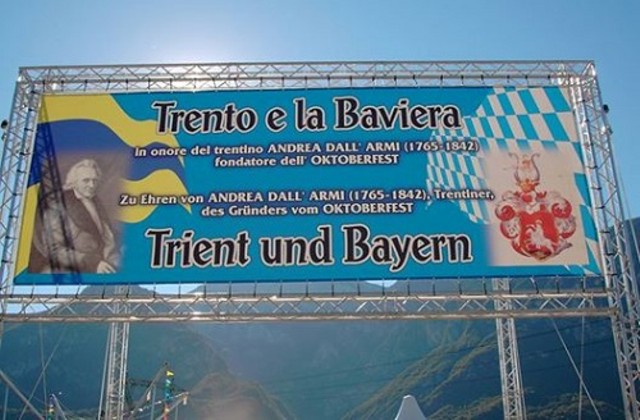 Trento e la Baviera
in onore del trentino ANDREA DALL' ARMI (1765-1842)
fondatore dell' OKTOBERFEST
Zu Ehren von ANDREA DALL' ARMI (1765-1842), Trentiner,
des Gründers vom OKTOBERFEST
Trient und Bayern